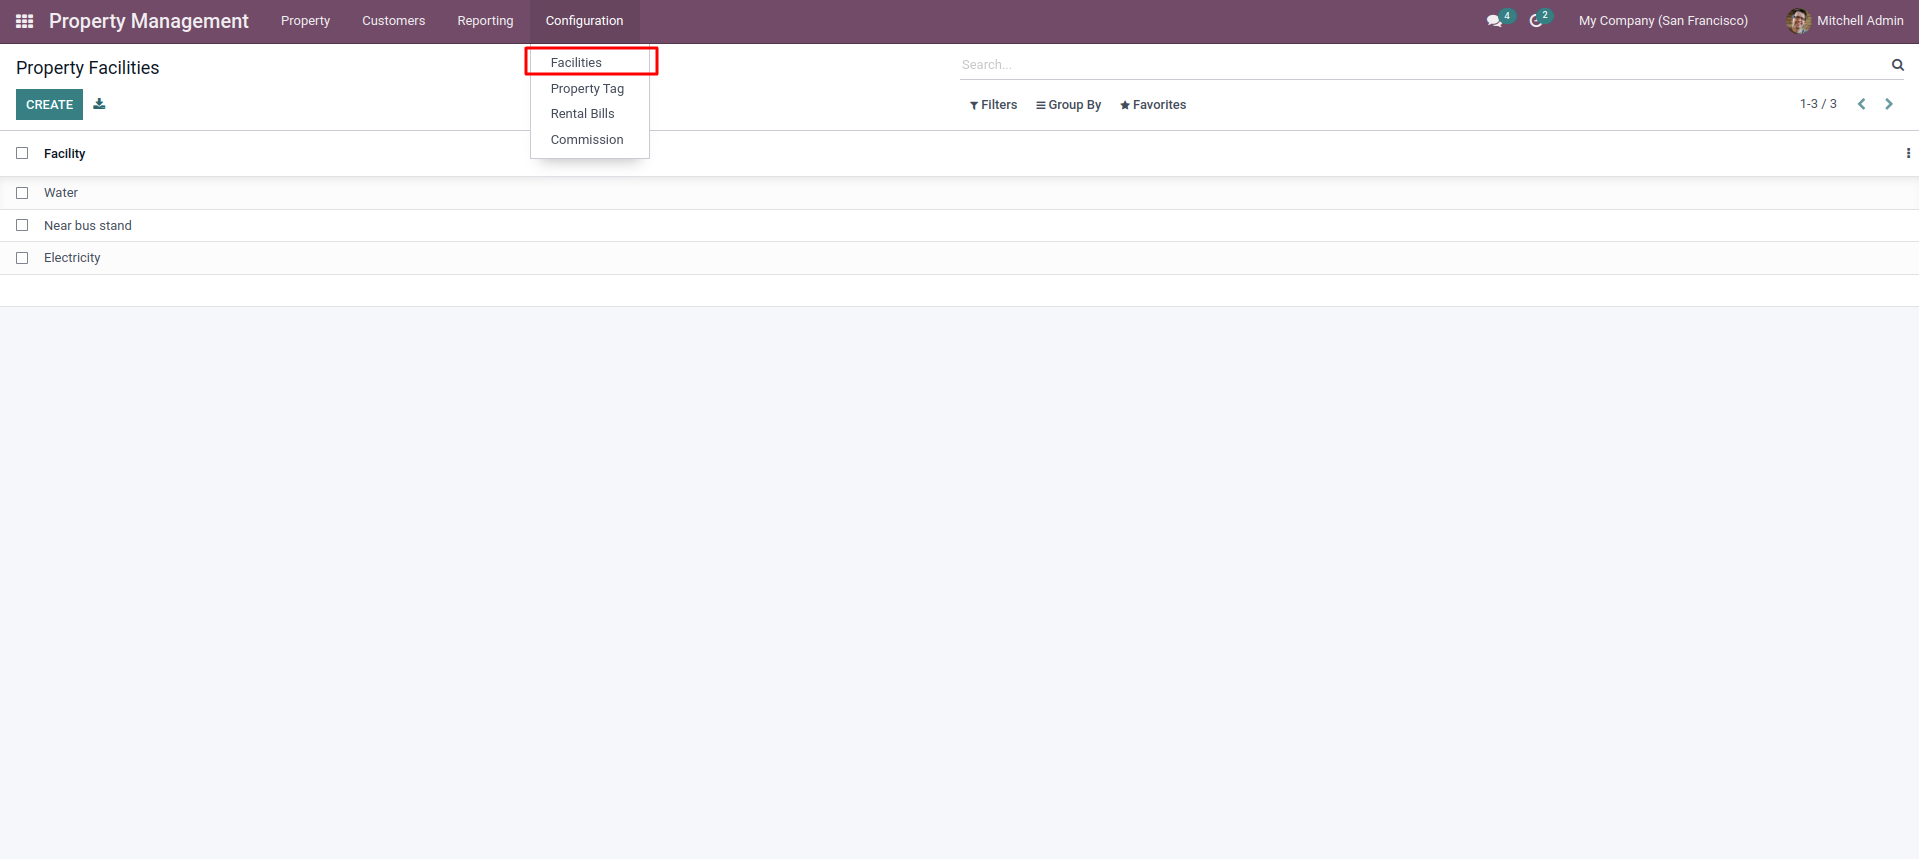 Property Management Property Customers Reporting Configuration 4 2 My Company (San Francisco) Mitchell Admin
Property Facilities
Search...
CREATE
Filters Group By Favorites 1-3 / 3
Facilities
Property Tag
Rental Bills
Commission
Facility
Water
Near bus stand
Electricity